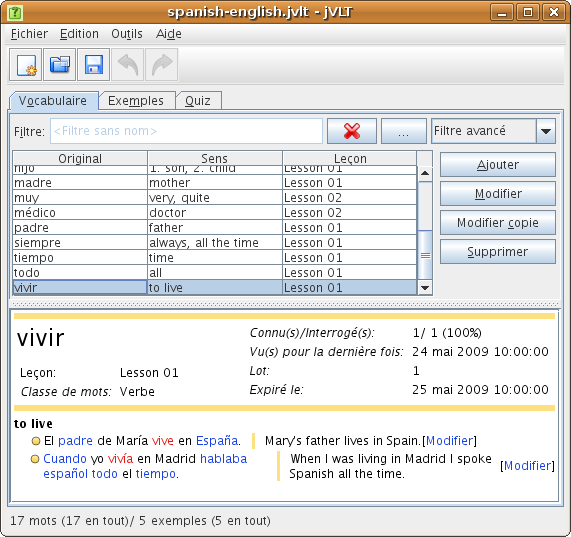 spanish-english.jvlt - jVLT
Fichier Edition Outils Aide
Vocabulaire Exemples Quiz
Filtre: <Filtre sans nom> ... Filtre avancé
Original Sens Leçon
hijo 1. son, 2. child Lesson 01
madre mother Lesson 01
muy very, quite Lesson 02
médico doctor Lesson 02
padre father Lesson 01
siempre always, all the time Lesson 01
tiempo time Lesson 01
todo all Lesson 01
vivir to live Lesson 01
Ajouter
Modifier
Modifier copie
Supprimer
vivir
Leçon: Lesson 01
Classe de mots: Verbe
Connu(s)/Interrogé(s): 1/ 1 (100%)
Vu(s) pour la dernière fois: 24 mai 2009 10:00:00
Lot: 1
Expiré le: 25 mai 2009 10:00:00
to live
El padre de María vive en España. Mary's father lives in Spain.[Modifier]
Cuando yo vivía en Madrid hablaba
español todo el tiempo.
When I was living in Madrid I spoke
Spanish all the time.
[Modifier]
17 mots (17 en tout)/ 5 exemples (5 en tout)